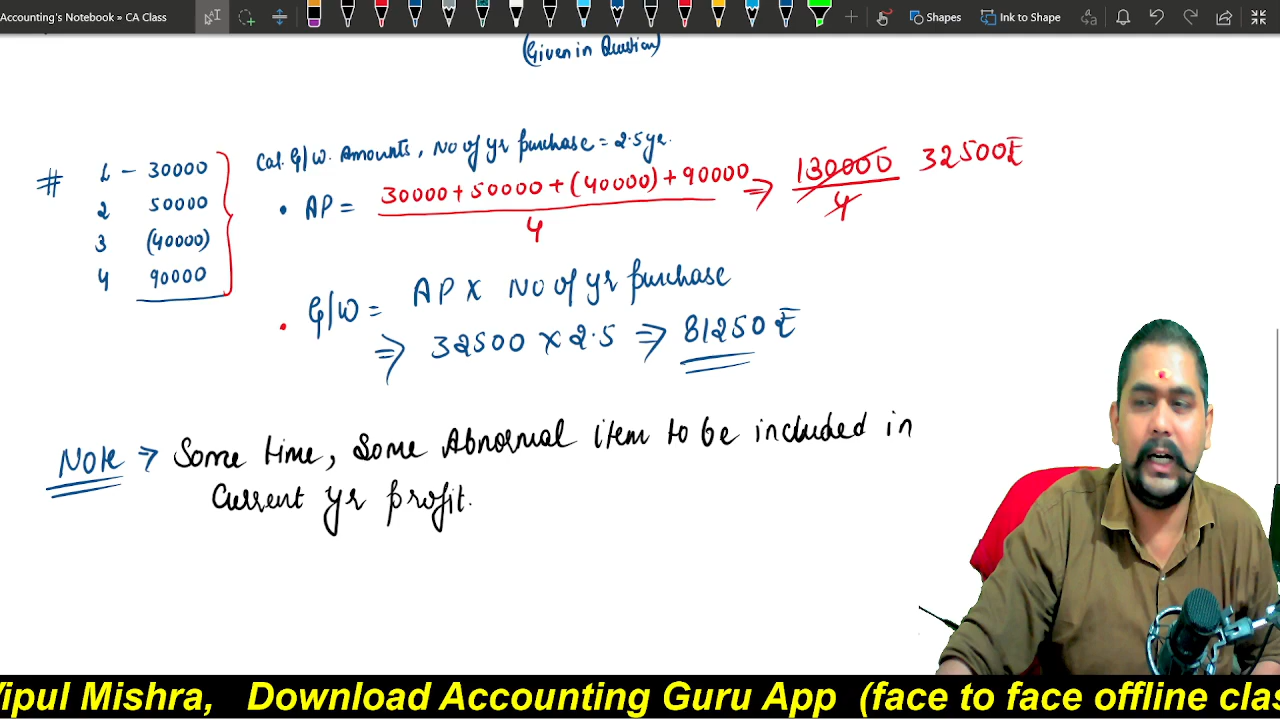 Accounting's Notebook » CA Class
Shapes
Ink to Shape
(Given in Question)
# 1 - 30000
2 50000
3 (40000)
4 90000
Cal. G/W. Amounts, No of yr purchase = 2.5 yr.
• AP = 30000 + 50000 + (40000) + 90000 / 4 ⇒ 130000 / 4 32500₹
• G/W = AP X No of yr purchase
⇒ 32500 X 2.5 ⇒ 81250₹
Note ⇒ Some time, Some Abnormal item to be included in
Current yr profit.
Vipul Mishra, Download Accounting Guru App (face to face offline clas